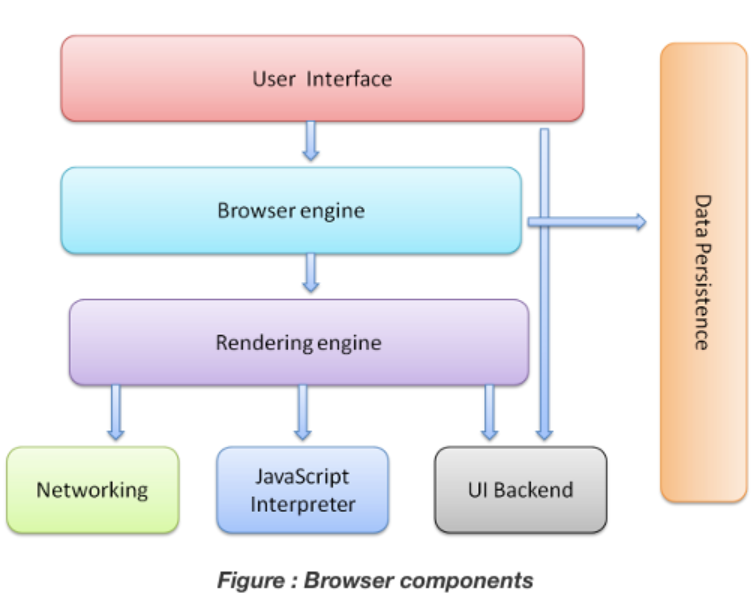 User Interface
Browser engine
Data Persistence
Rendering engine
Networking
JavaScript
Interpreter
UI Backend
Figure : Browser components